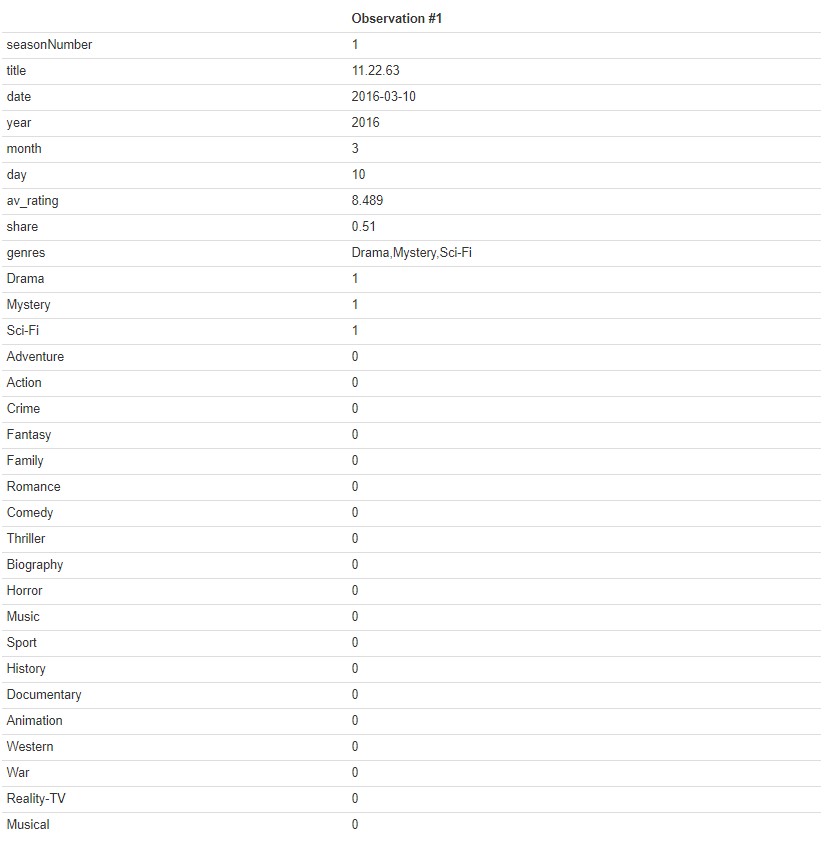 Observation #1
seasonNumber 1
title 11.22.63
date 2016-03-10
year 2016
month 3
day 10
av_rating 8.489
share 0.51
genres Drama,Mystery,Sci-Fi
Drama 1
Mystery 1
Sci-Fi 1
Adventure 0
Action 0
Crime 0
Fantasy 0
Family 0
Romance 0
Comedy 0
Thriller 0
Biography 0
Horror 0
Music 0
Sport 0
History 0
Documentary 0
Animation 0
Western 0
War 0
Reality-TV 0
Musical 0